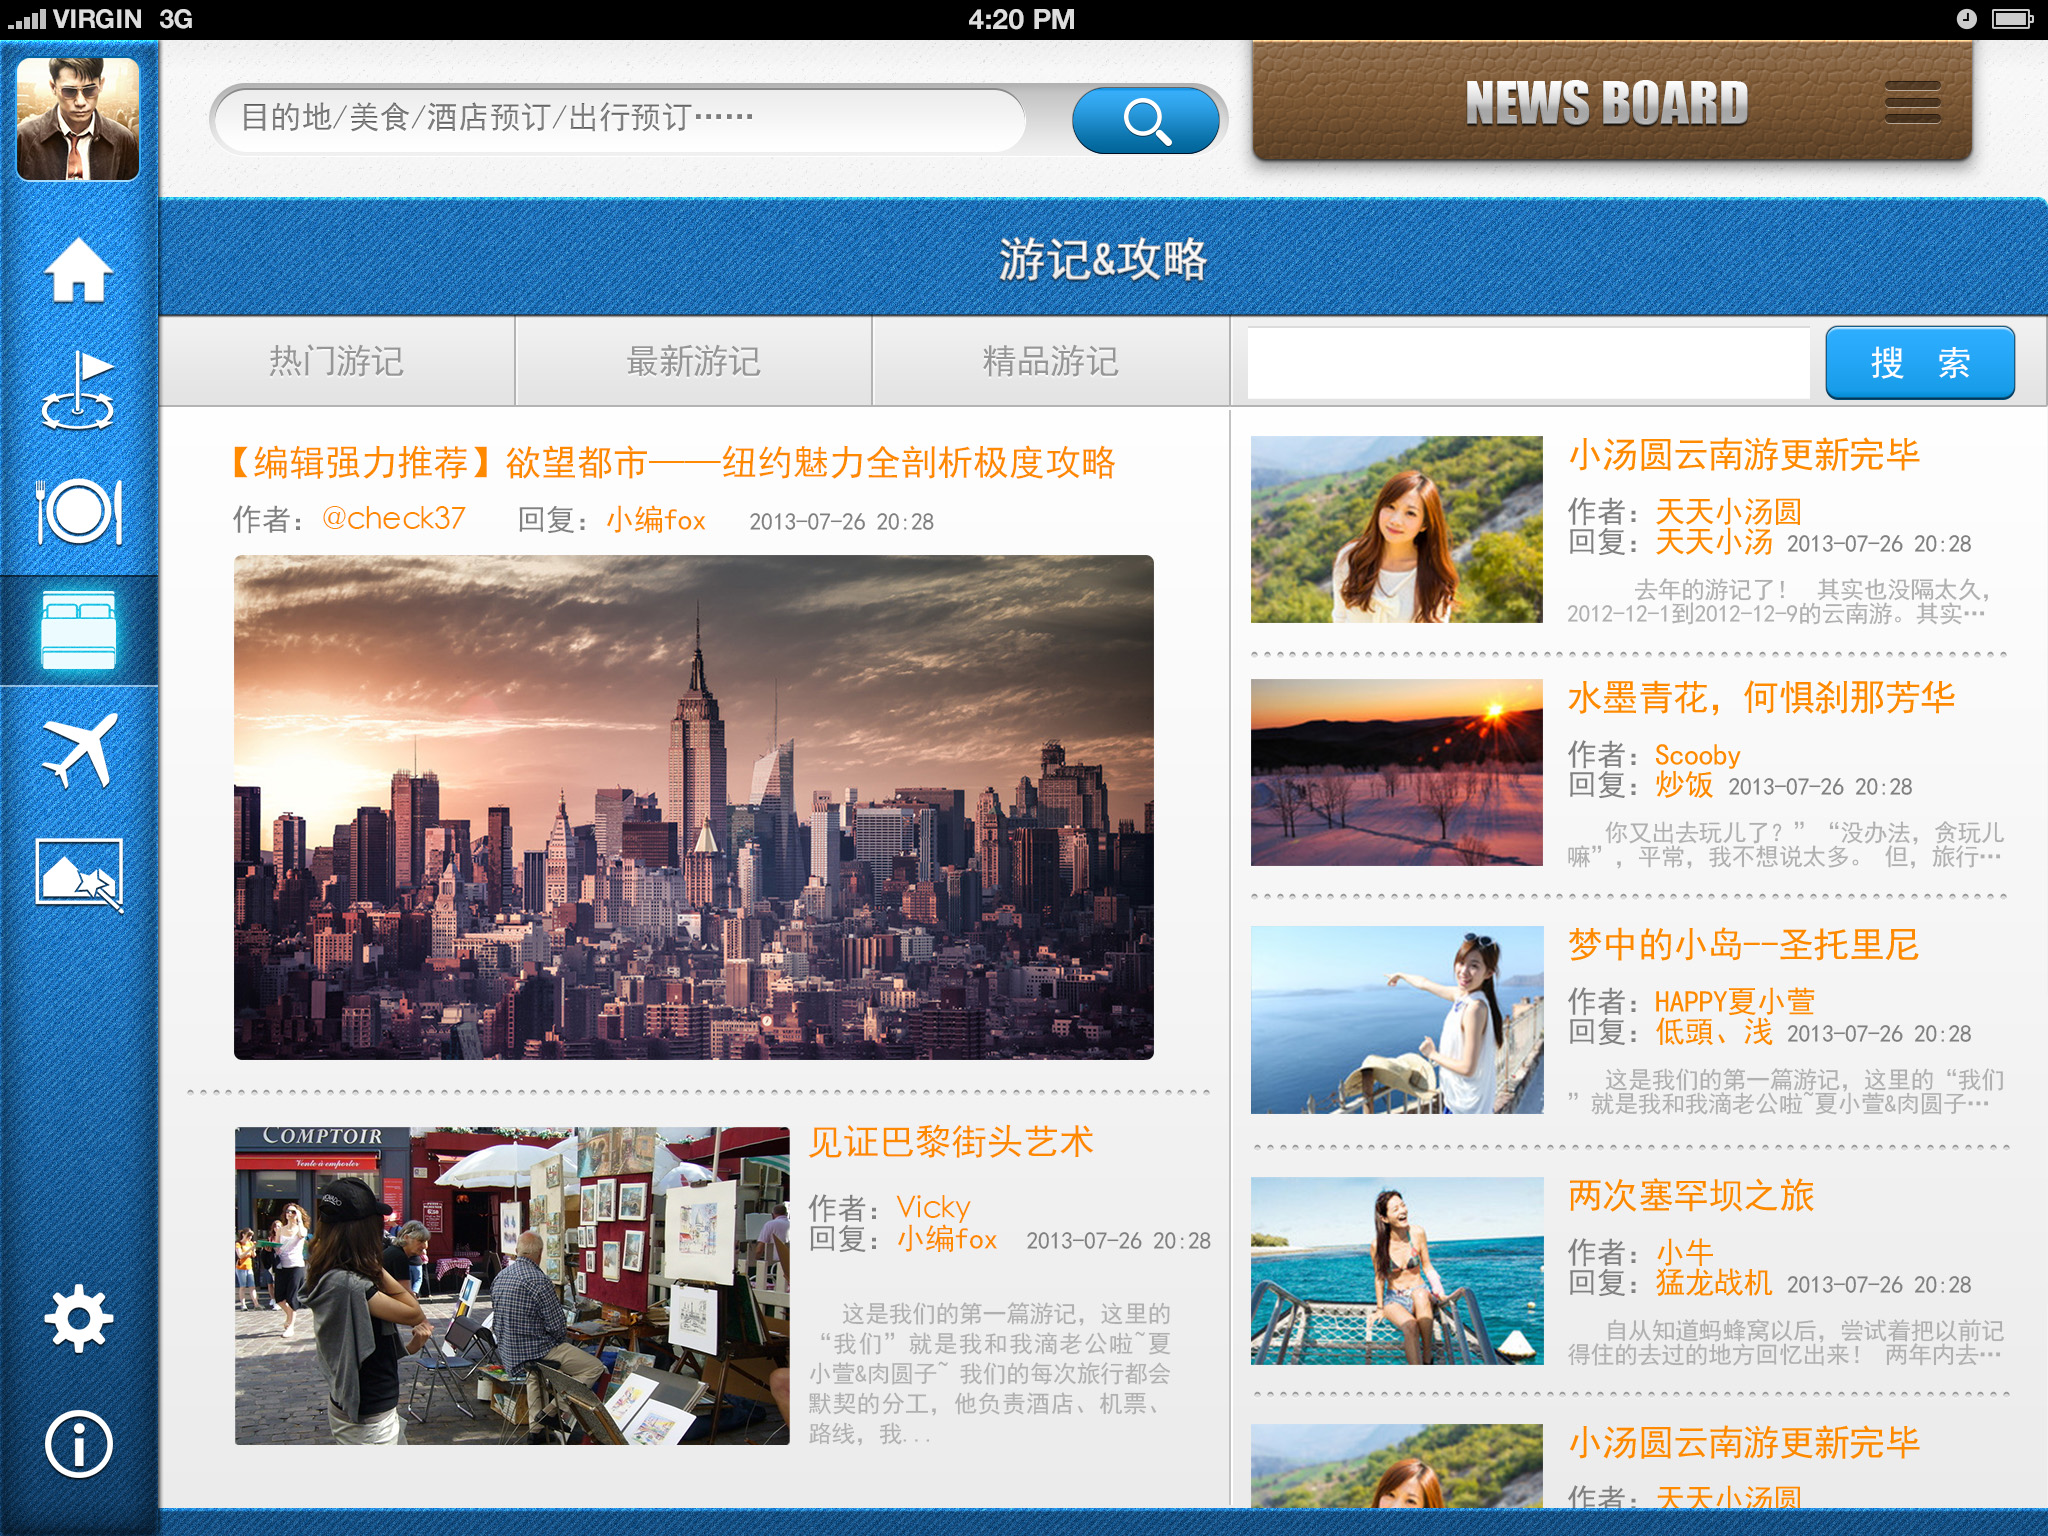 VIRGIN 3G
4:20 PM
目的地/美食/酒店预订/出行预订……
NEWS BOARD
游记&攻略
热门游记
最新游记
精品游记
搜 索
【编辑强力推荐】欲望都市——纽约魅力全剖析极度攻略
作者：@check37 回复：小编fox 2013-07-26 20:28
COMPTOIR
Vente à emporter
见证巴黎街头艺术
作者：Vicky
回复：小编fox 2013-07-26 20:28
这是我们的第一篇游记，这里的
“我们”就是我和我滴老公啦~夏
小萱&肉圆子~ 我们的每次旅行都会
默契的分工，他负责酒店、机票、
路线，我...
小汤圆云南游更新完毕
作者：天天小汤圆
回复：天天小汤 2013-07-26 20:28
去年的游记了！ 其实也没隔太久，
2012-12-1到2012-12-9的云南游。其实…
水墨青花，何惧刹那芳华
作者：Scooby
回复：炒饭 2013-07-26 20:28
你又出去玩儿了？”“没办法，贪玩儿
嘛”，平常，我不想说太多。 但，旅行…
梦中的小岛--圣托里尼
作者：HAPPY夏小萱
回复：低頭、浅 2013-07-26 20:28
这是我们的第一篇游记，这里的“我们
”就是我和我滴老公啦~夏小萱&肉圆子…
两次塞罕坝之旅
作者：小牛
回复：猛龙战机 2013-07-26 20:28
自从知道蚂蜂窝以后，尝试着把以前记
得住的去过的地方回忆出来！ 两年内去…
小汤圆云南游更新完毕
作者：天天小汤圆